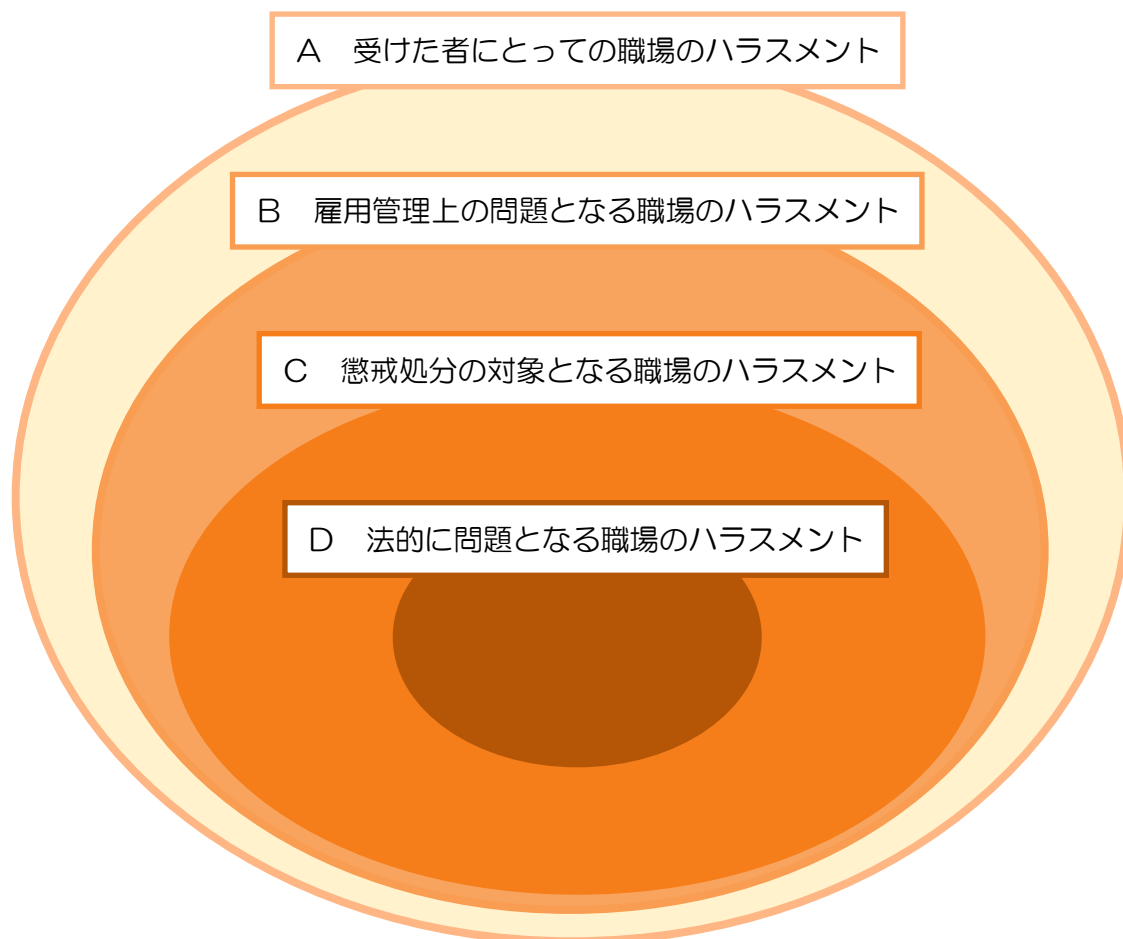 A　受けた者にとっての職場のハラスメント
B　雇用管理上の問題となる職場のハラスメント
C　懲戒処分の対象となる職場のハラスメント
D　法的に問題となる職場のハラスメント